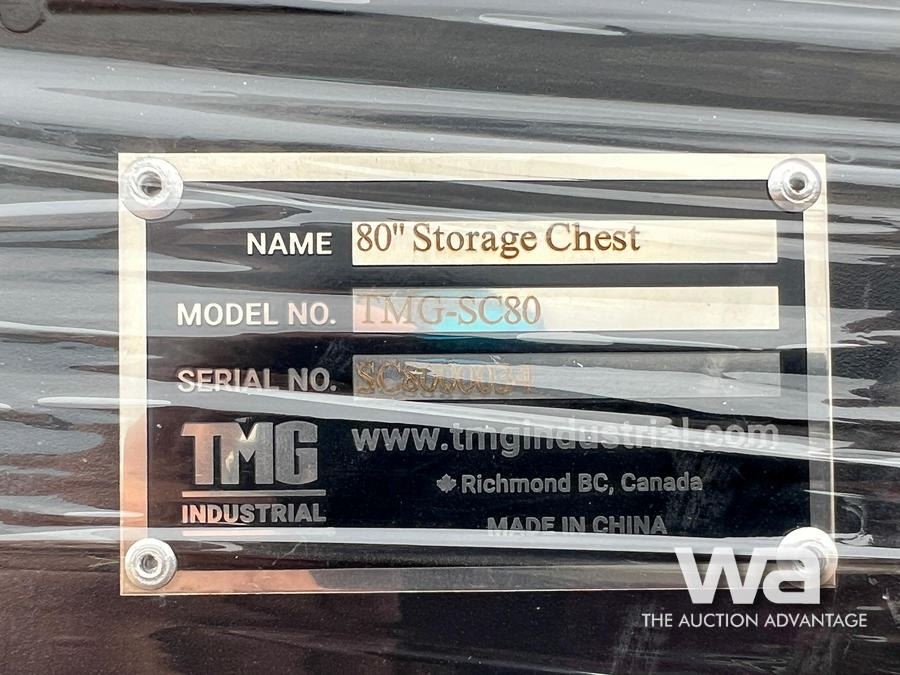 NAME 80" Storage Chest
MODEL NO. TMG-SC80
SERIAL NO. SC8000034
TMG
INDUSTRIAL
www.tmgindustrial.com
Richmond BC, Canada
MADE IN CHINA
wa
THE AUCTION ADVANTAGE